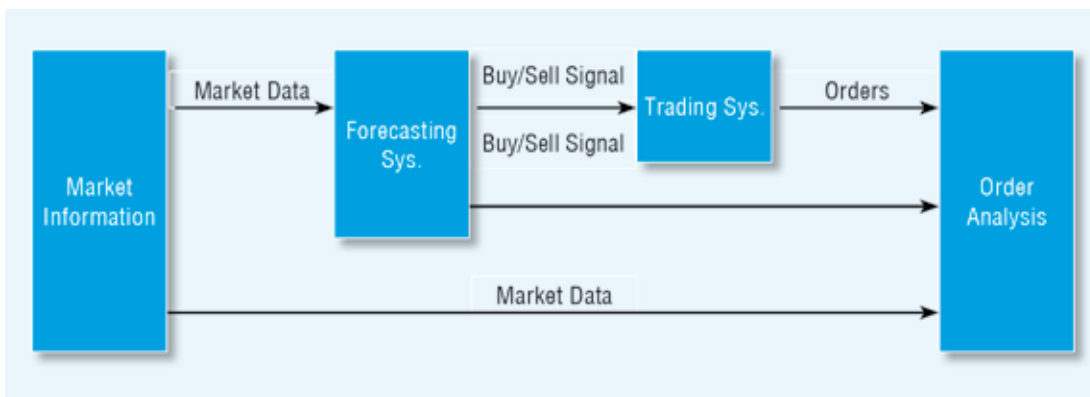 Market
Information
Market Data
Forecasting
Sys.
Buy/Sell Signal
Buy/Sell Signal
Trading Sys.
Orders
Order
Analysis
Market Data